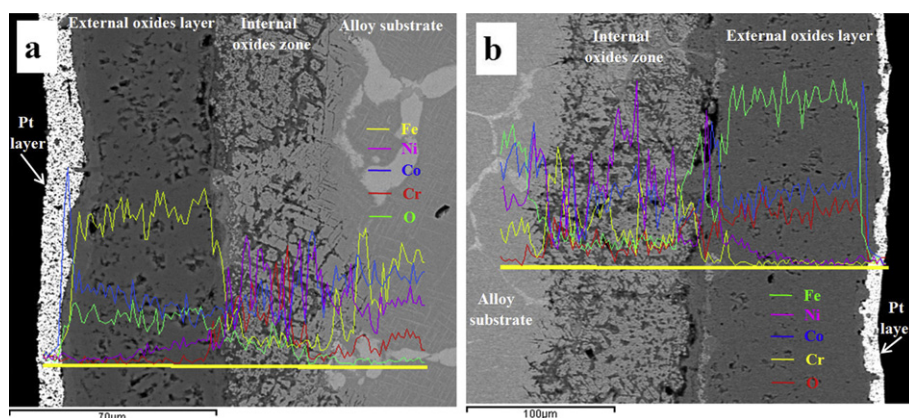 a
External oxides layer
Internal
oxides zone
Alloy substrate
Pt
layer
Fe
Ni
Co
Cr
O
70μm
b
Internal
oxides zone
External oxides layer
Alloy
substrate
Fe
Ni
Co
Cr
O
Pt
layer
100μm